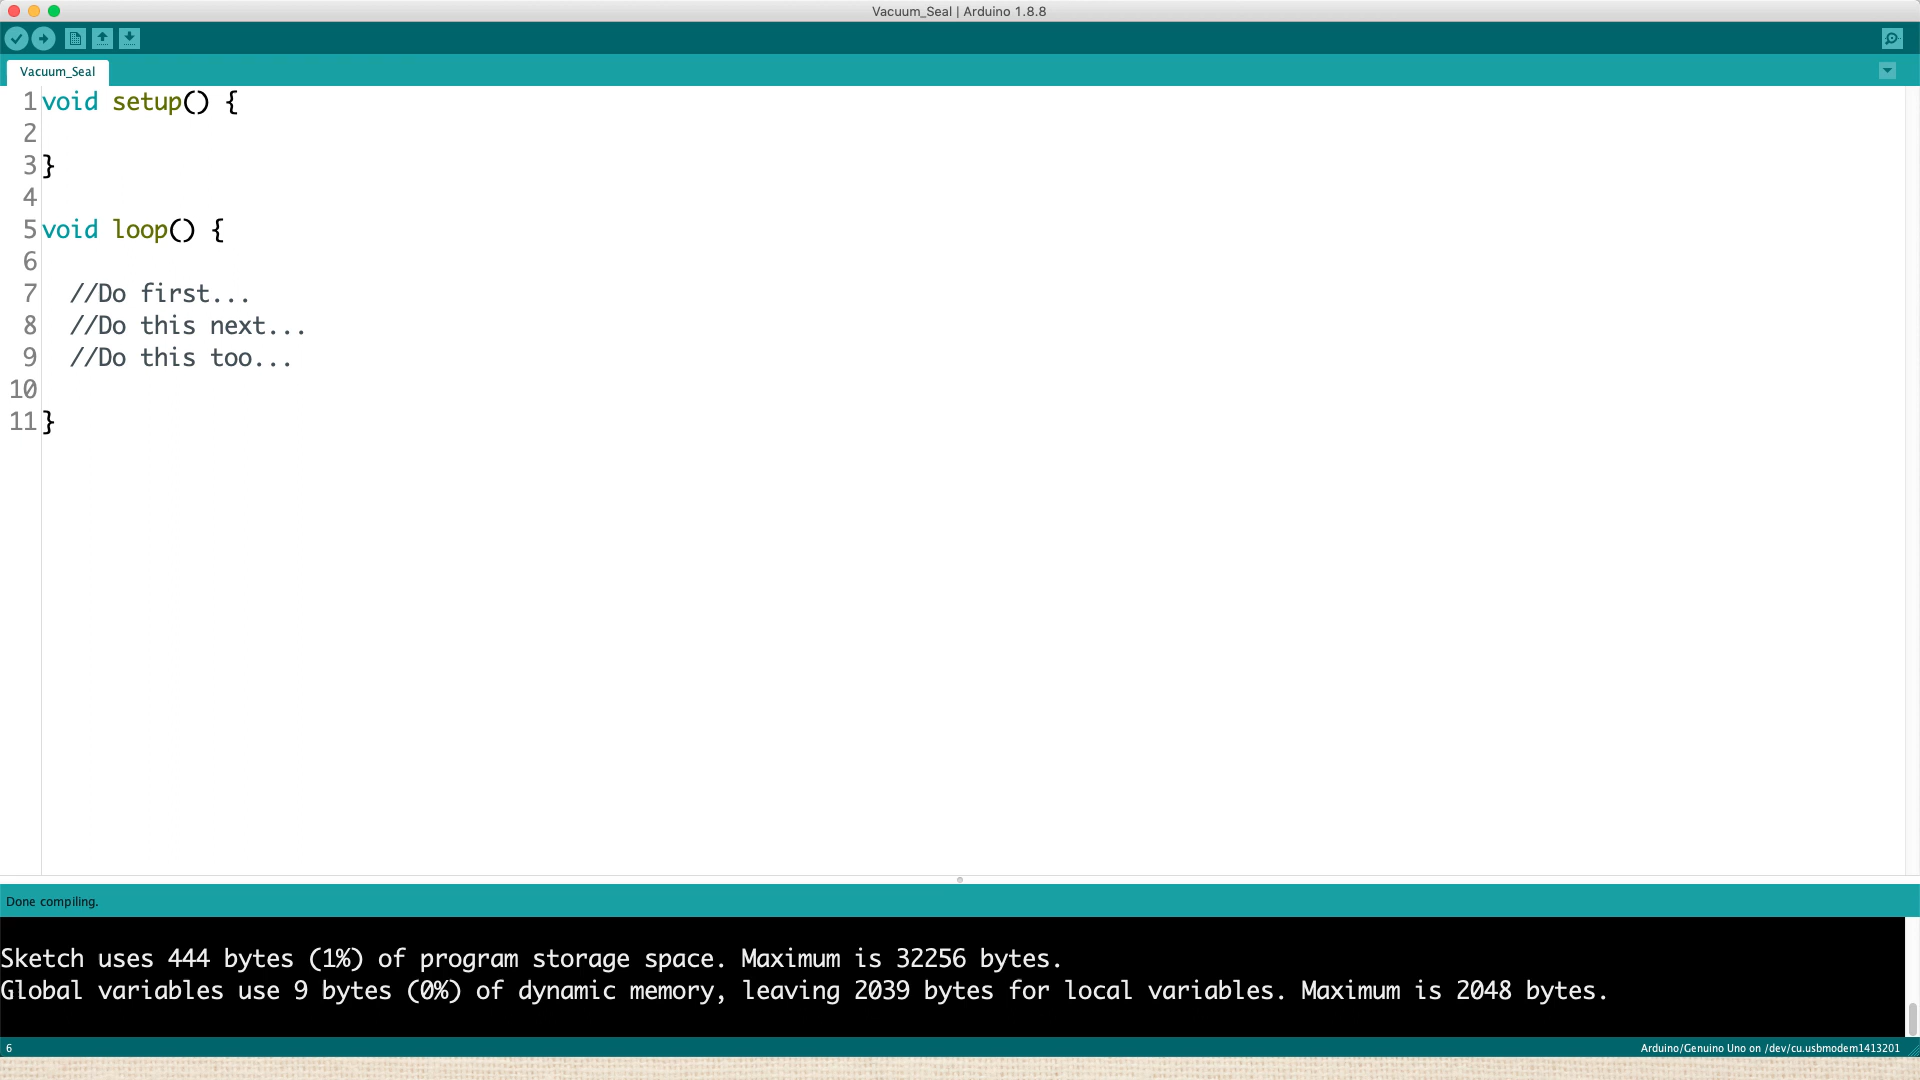 Vacuum_Seal | Arduino 1.8.8
Vacuum_Seal
1 void setup() {
2
3 }
4
5 void loop() {
6
7   //Do first...
8   //Do this next...
9   //Do this too...
10
11 }
Done compiling.
Sketch uses 444 bytes (1%) of program storage space. Maximum is 32256 bytes.
Global variables use 9 bytes (0%) of dynamic memory, leaving 2039 bytes for local variables. Maximum is 2048 bytes.
6
Arduino/Genuino Uno on /dev/cu.usbmodem1413201